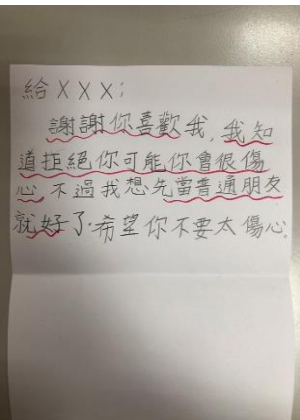 給XXX:
謝謝你喜歡我,我知
道拒絕你可能你會很傷
心,不過我想先當普通朋友
就好了.希望你不要太傷心。